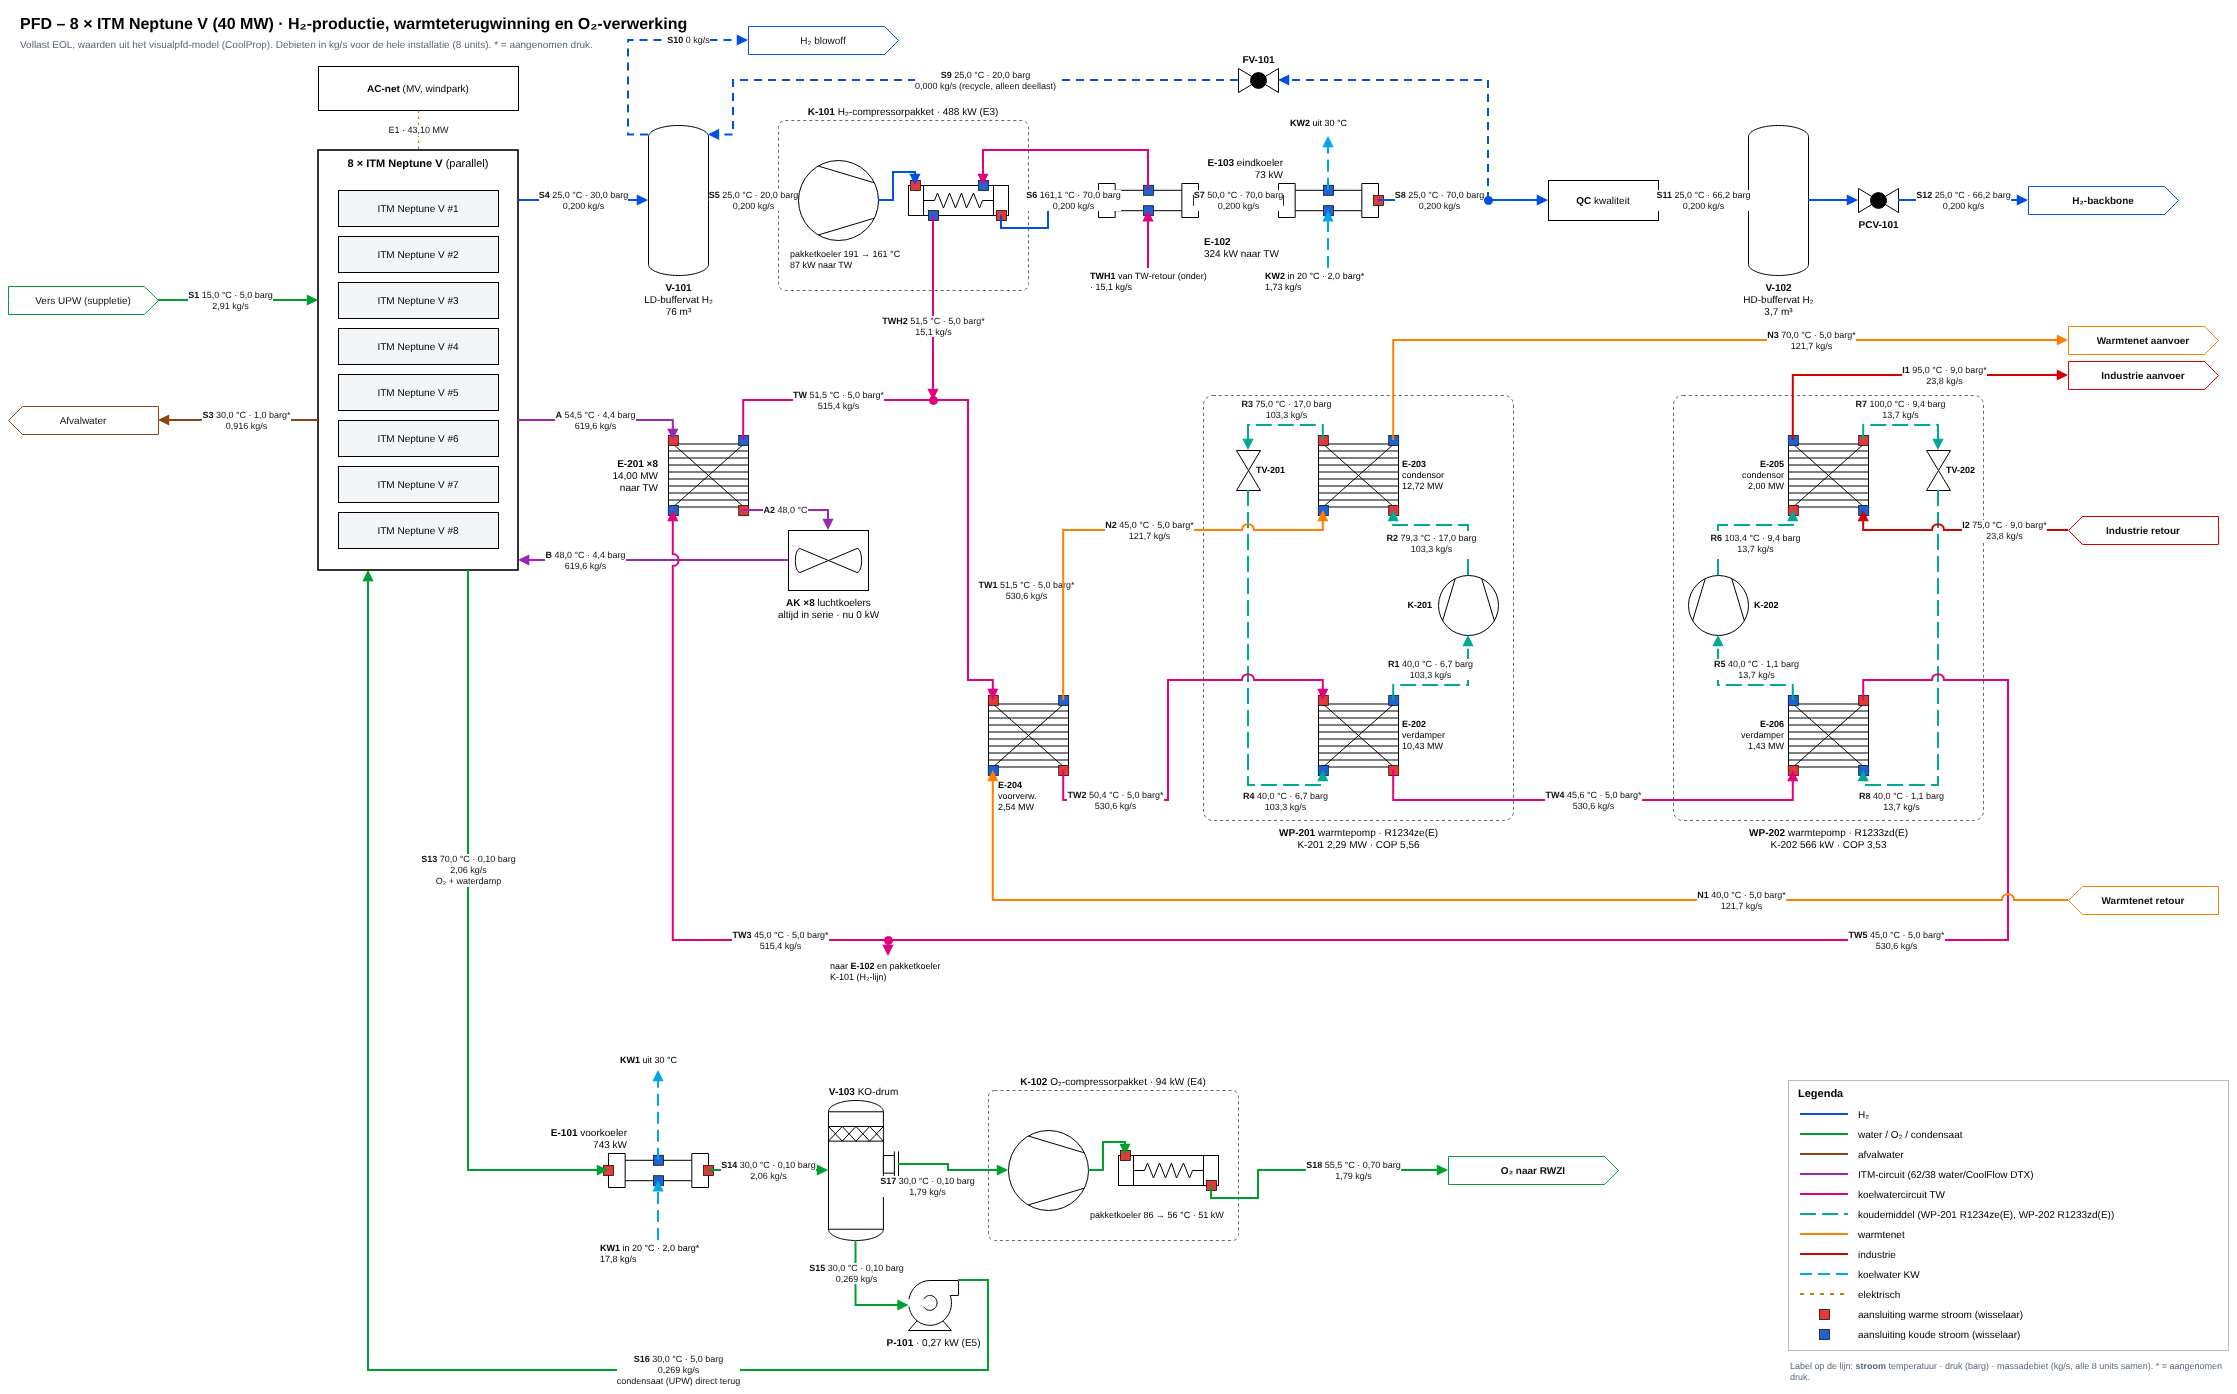 PFD – 8 × ITM Neptune V (40 MW) · H₂-productie, warmteterugwinning en O₂-verwerking
Vollast EOL, waarden uit het visualpfd-model (CoolProp). Debieten in kg/s voor de hele installatie (8 units). * = aangenomen druk.
S10 0 kg/s
H₂ blowoff
FV-101
S9 25,0 °C · 20,0 barg
0,000 kg/s (recycle, alleen deellast)
AC-net (MV, windpark)
E1 · 43,10 MW
K-101 H₂-compressorpakket · 488 kW (E3)
KW2 uit 30 °C
8 × ITM Neptune V (parallel)
E-103 eindkoeler
73 kW
ITM Neptune V #1
ITM Neptune V #2
ITM Neptune V #3
ITM Neptune V #4
ITM Neptune V #5
ITM Neptune V #6
ITM Neptune V #7
ITM Neptune V #8
S4 25,0 °C · 30,0 barg
0,200 kg/s
S5 25,0 °C · 20,0 barg
0,200 kg/s
S6 161,1 °C · 70,0 barg
0,200 kg/s
S7 50,0 °C · 70,0 barg
0,200 kg/s
S8 25,0 °C · 70,0 barg
0,200 kg/s
QC kwaliteit
S11 25,0 °C · 66,2 barg
0,200 kg/s
S12 25,0 °C · 66,2 barg
0,200 kg/s
H₂-backbone
PCV-101
pakketkoeler 191 → 161 °C
87 kW naar TW
E-102
324 kW naar TW
TWH1 van TW-retour (onder)
· 15,1 kg/s
KW2 in 20 °C · 2,0 barg*
1,73 kg/s
V-101
LD-buffervat H₂
76 m³
V-102
HD-buffervat H₂
3,7 m³
Vers UPW (suppletie)
S1 15,0 °C · 5,0 barg
2,91 kg/s
TWH2 51,5 °C · 5,0 barg*
15,1 kg/s
N3 70,0 °C · 5,0 barg*
121,7 kg/s
Warmtenet aanvoer
I1 95,0 °C · 9,0 barg*
23,8 kg/s
Industrie aanvoer
Afvalwater
S3 30,0 °C · 1,0 barg*
0,916 kg/s
A 54,5 °C · 4,4 barg
619,6 kg/s
TW 51,5 °C · 5,0 barg*
515,4 kg/s
R3 75,0 °C · 17,0 barg
103,3 kg/s
R7 100,0 °C · 9,4 barg
13,7 kg/s
E-201 ×8
14,00 MW
naar TW
TV-201
E-203
condensor
12,72 MW
E-205
condensor
2,00 MW
TV-202
A2 48,0 °C
N2 45,0 °C · 5,0 barg*
121,7 kg/s
R2 79,3 °C · 17,0 barg
103,3 kg/s
R6 103,4 °C · 9,4 barg
13,7 kg/s
I2 75,0 °C · 9,0 barg*
23,8 kg/s
Industrie retour
B 48,0 °C · 4,4 barg
619,6 kg/s
AK ×8 luchtkoelers
altijd in serie · nu 0 kW
TW1 51,5 °C · 5,0 barg*
530,6 kg/s
K-201
K-202
R1 40,0 °C · 6,7 barg
103,3 kg/s
R5 40,0 °C · 1,1 barg
13,7 kg/s
E-202
verdamper
10,43 MW
E-206
verdamper
1,43 MW
E-204
voorverw.
2,54 MW
TW2 50,4 °C · 5,0 barg*
530,6 kg/s
R4 40,0 °C · 6,7 barg
103,3 kg/s
TW4 45,6 °C · 5,0 barg*
530,6 kg/s
R8 40,0 °C · 1,1 barg
13,7 kg/s
WP-201 warmtepomp · R1234ze(E)
K-201 2,29 MW · COP 5,56
WP-202 warmtepomp · R1233zd(E)
K-202 566 kW · COP 3,53
S13 70,0 °C · 0,10 barg
2,06 kg/s
O₂ + waterdamp
N1 40,0 °C · 5,0 barg*
121,7 kg/s
Warmtenet retour
TW3 45,0 °C · 5,0 barg*
515,4 kg/s
TW5 45,0 °C · 5,0 barg*
530,6 kg/s
naar E-102 en pakketkoeler
K-101 (H₂-lijn)
KW1 uit 30 °C
V-103 KO-drum
K-102 O₂-compressorpakket · 94 kW (E4)
E-101 voorkoeler
743 kW
S14 30,0 °C · 0,10 barg
2,06 kg/s
S17 30,0 °C · 0,10 barg
1,79 kg/s
S18 55,5 °C · 0,70 barg
1,79 kg/s
O₂ naar RWZI
pakketkoeler 86 → 56 °C · 51 kW
KW1 in 20 °C · 2,0 barg*
17,8 kg/s
S15 30,0 °C · 0,10 barg
0,269 kg/s
P-101 · 0,27 kW (E5)
S16 30,0 °C · 5,0 barg
0,269 kg/s
condensaat (UPW) direct terug
Legenda
H₂
water / O₂ / condensaat
afvalwater
ITM-circuit (62/38 water/CoolFlow DTX)
koelwatercircuit TW
koudemiddel (WP-201 R1234ze(E), WP-202 R1233zd(E))
warmtenet
industrie
koelwater KW
elektrisch
aansluiting warme stroom (wisselaar)
aansluiting koude stroom (wisselaar)
Label op de lijn: stroom temperatuur · druk (barg) · massadebiet (kg/s, alle 8 units samen). * = aangenomen
druk.